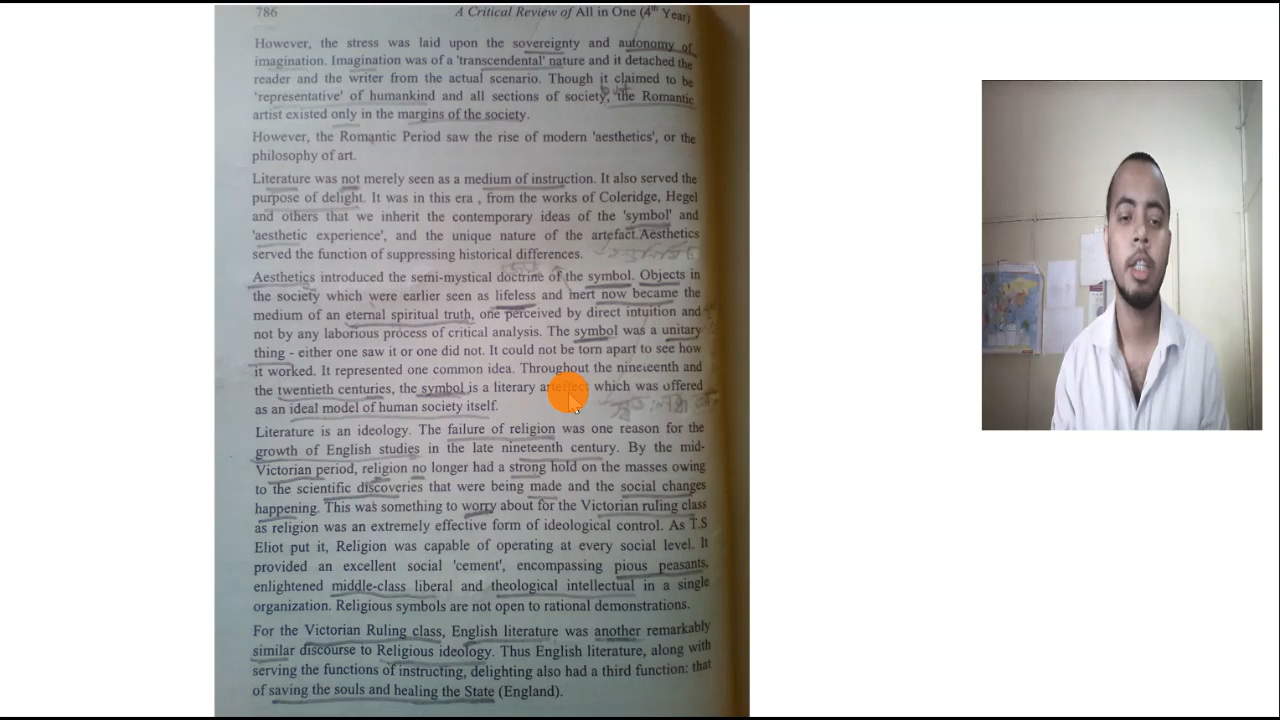 786
A Critical Review of All in One (4th Year)
However, the stress was laid upon the sovereignty and autonomy of
imagination. Imagination was of a 'transcendental' nature and it detached the
reader and the writer from the actual scenario. Though it claimed to be
but
'representative' of humankind and all sections of society, the Romantic
artist existed only in the margins of the society.
However, the Romantic Period saw the rise of modern 'aesthetics', or the
philosophy of art.
Literature was not merely seen as a medium of instruction. It also served the
purpose of delight. It was in this era , from the works of Coleridge, Hegel
and others that we inherit the contemporary ideas of the 'symbol' and
'aesthetic experience', and the unique nature of the artefact.Aesthetics
served the function of suppressing historical differences.
Aesthetics introduced the semi-mystical doctrine of the symbol. Objects in
the society which were earlier seen as lifeless and inert now became the
medium of an eternal spiritual truth, one perceived by direct intuition and
not by any laborious process of critical analysis. The symbol was a unitary
thing - either one saw it or one did not. It could not be torn apart to see how
it worked. It represented one common idea. Throughout the nineteenth and
the twentieth centuries, the symbol is a literary arteffect which was offered
as an ideal model of human society itself.
Literature is an ideology. The failure of religion was one reason for the
growth of English studies in the late nineteenth century. By the mid-
Victorian period, religion no longer had a strong hold on the masses owing
to the scientific discoveries that were being made and the social changes
happening. This was something to worry about for the Victorian ruling class
as religion was an extremely effective form of ideological control. As T.S
Eliot put it, Religion was capable of operating at every social level. It
provided an excellent social 'cement', encompassing pious peasants,
enlightened middle-class liberal and theological intellectual in a single
organization. Religious symbols are not open to rational demonstrations.
For the Victorian Ruling class, English literature was another remarkably
similar discourse to Religious ideology. Thus English literature, along with
serving the functions of instructing, delighting also had a third function: that
of saving the souls and healing the State (England).